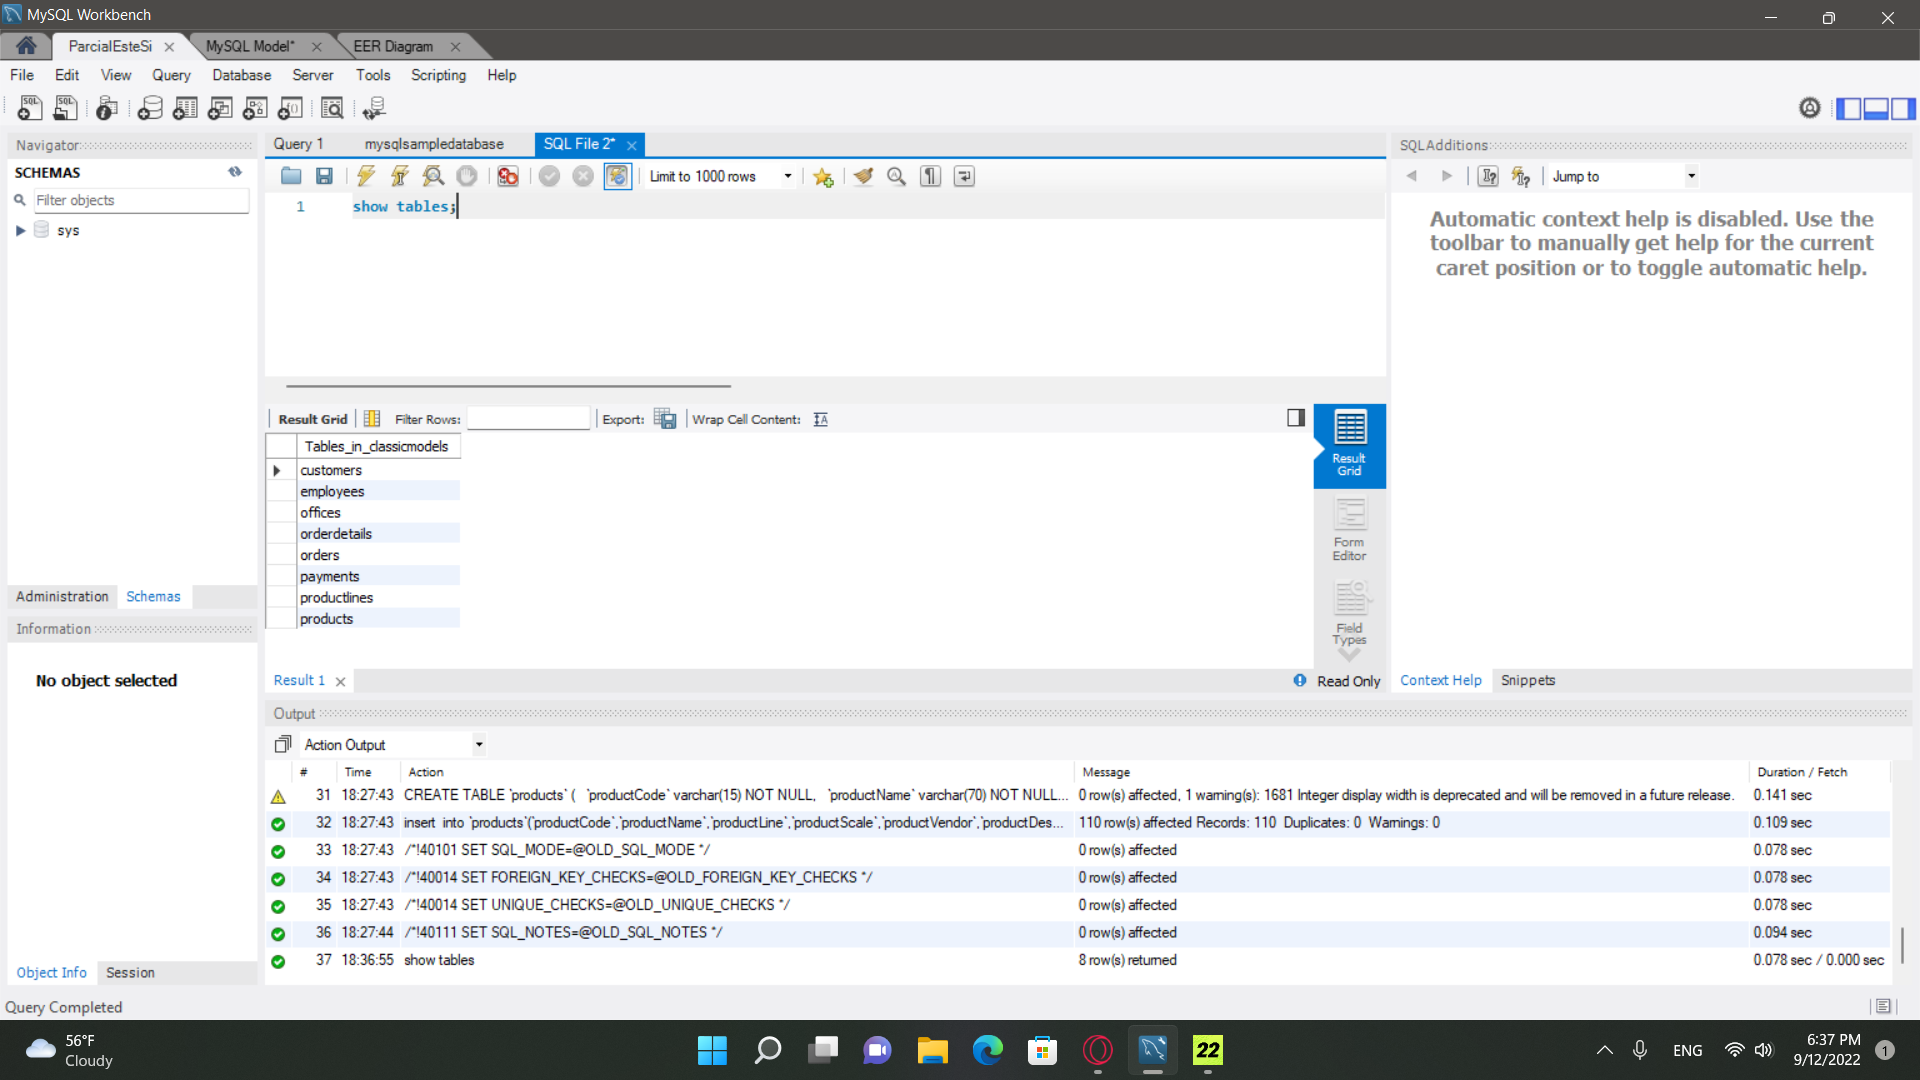 MySQL Workbench
ParcialEsteSi
MySQL Model*
EER Diagram
File Edit View Query Database Server Tools Scripting Help
Navigator
SCHEMAS
Filter objects
sys
Administration Schemas
Information
No object selected
Object Info Session
Query 1 mysqlsampledatabase SQL File 2*
Limit to 1000 rows
1 show tables;
Result Grid Filter Rows: Export: Wrap Cell Content:
Tables_in_classicmodels
customers
employees
offices
orderdetails
orders
payments
productlines
products
Result
Grid
Form
Editor
Field
Types
Result 1
Read Only
SQLAdditions
Jump to
Automatic context help is disabled. Use the
toolbar to manually get help for the current
caret position or to toggle automatic help.
Context Help Snippets
Output
Action Output
# Time Action Message Duration / Fetch
31 18:27:43 CREATE TABLE `products` ( `productCode` varchar(15) NOT NULL, `productName` varchar(70) NOT NULL... 0 row(s) affected, 1 warning(s): 1681 Integer display width is deprecated and will be removed in a future release. 0.141 sec
32 18:27:43 insert into `products`(`productCode`,`productName`,`productLine`,`productScale`,`productVendor`,`productDes... 110 row(s) affected Records: 110 Duplicates: 0 Warnings: 0 0.109 sec
33 18:27:43 /*!40101 SET SQL_MODE=@OLD_SQL_MODE */ 0 row(s) affected 0.078 sec
34 18:27:43 /*!40014 SET FOREIGN_KEY_CHECKS=@OLD_FOREIGN_KEY_CHECKS */ 0 row(s) affected 0.078 sec
35 18:27:43 /*!40014 SET UNIQUE_CHECKS=@OLD_UNIQUE_CHECKS */ 0 row(s) affected 0.078 sec
36 18:27:44 /*!40111 SET SQL_NOTES=@OLD_SQL_NOTES */ 0 row(s) affected 0.094 sec
37 18:36:55 show tables 8 row(s) returned 0.078 sec / 0.000 sec
Query Completed
56°F
Cloudy
22
ENG
6:37 PM
9/12/2022
1